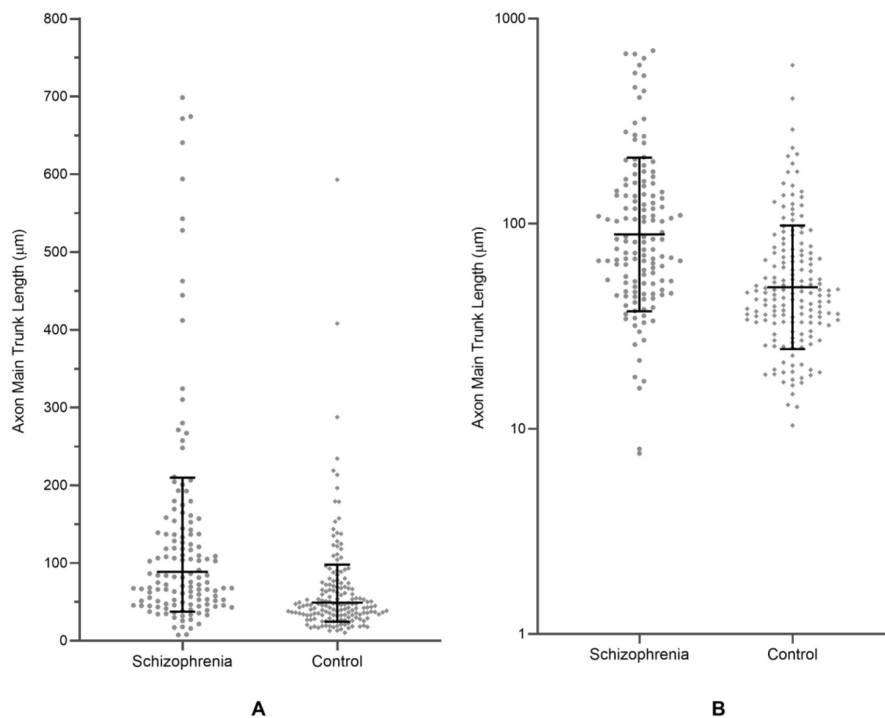 800
700
600
500
400
300
200
100
0
Axon Main Trunk Length (μm)
Schizophrenia
Control
A
1000
100
10
1
Axon Main Trunk Length (μm)
Schizophrenia
Control
B